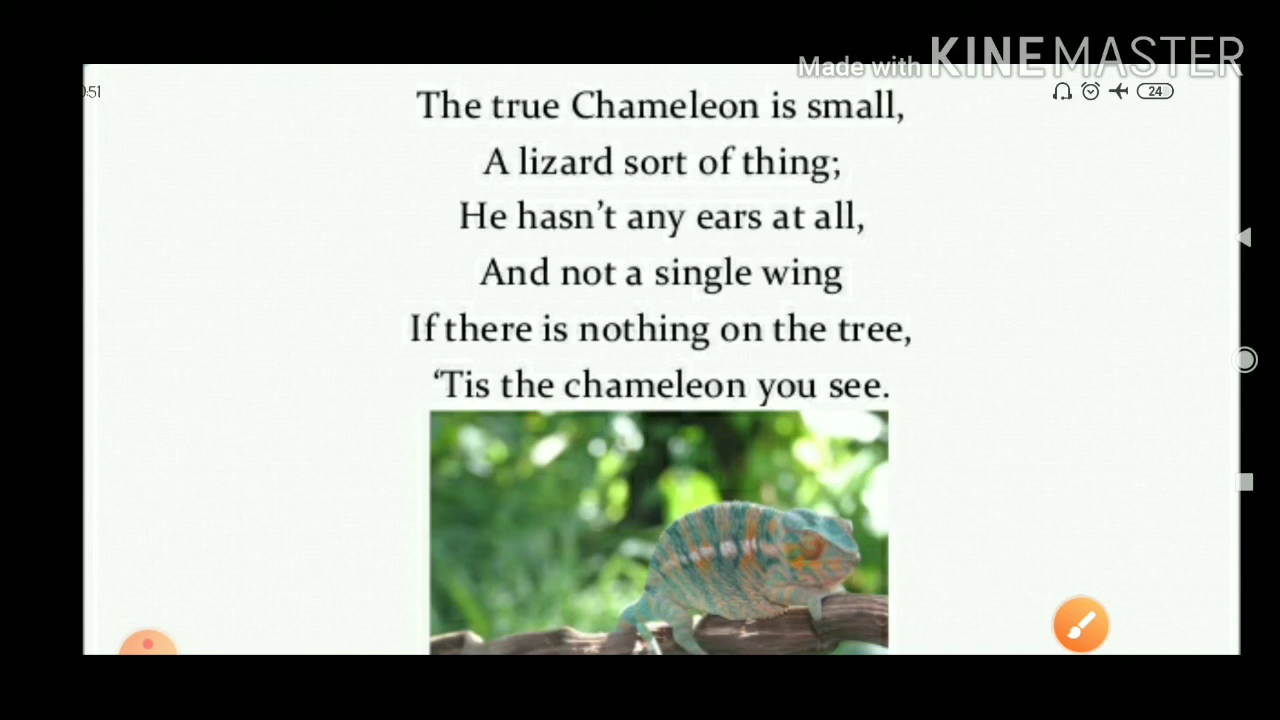 Made with KINEMASTER
:51
24
The true Chameleon is small,
A lizard sort of thing;
He hasn’t any ears at all,
And not a single wing
If there is nothing on the tree,
‘Tis the chameleon you see.